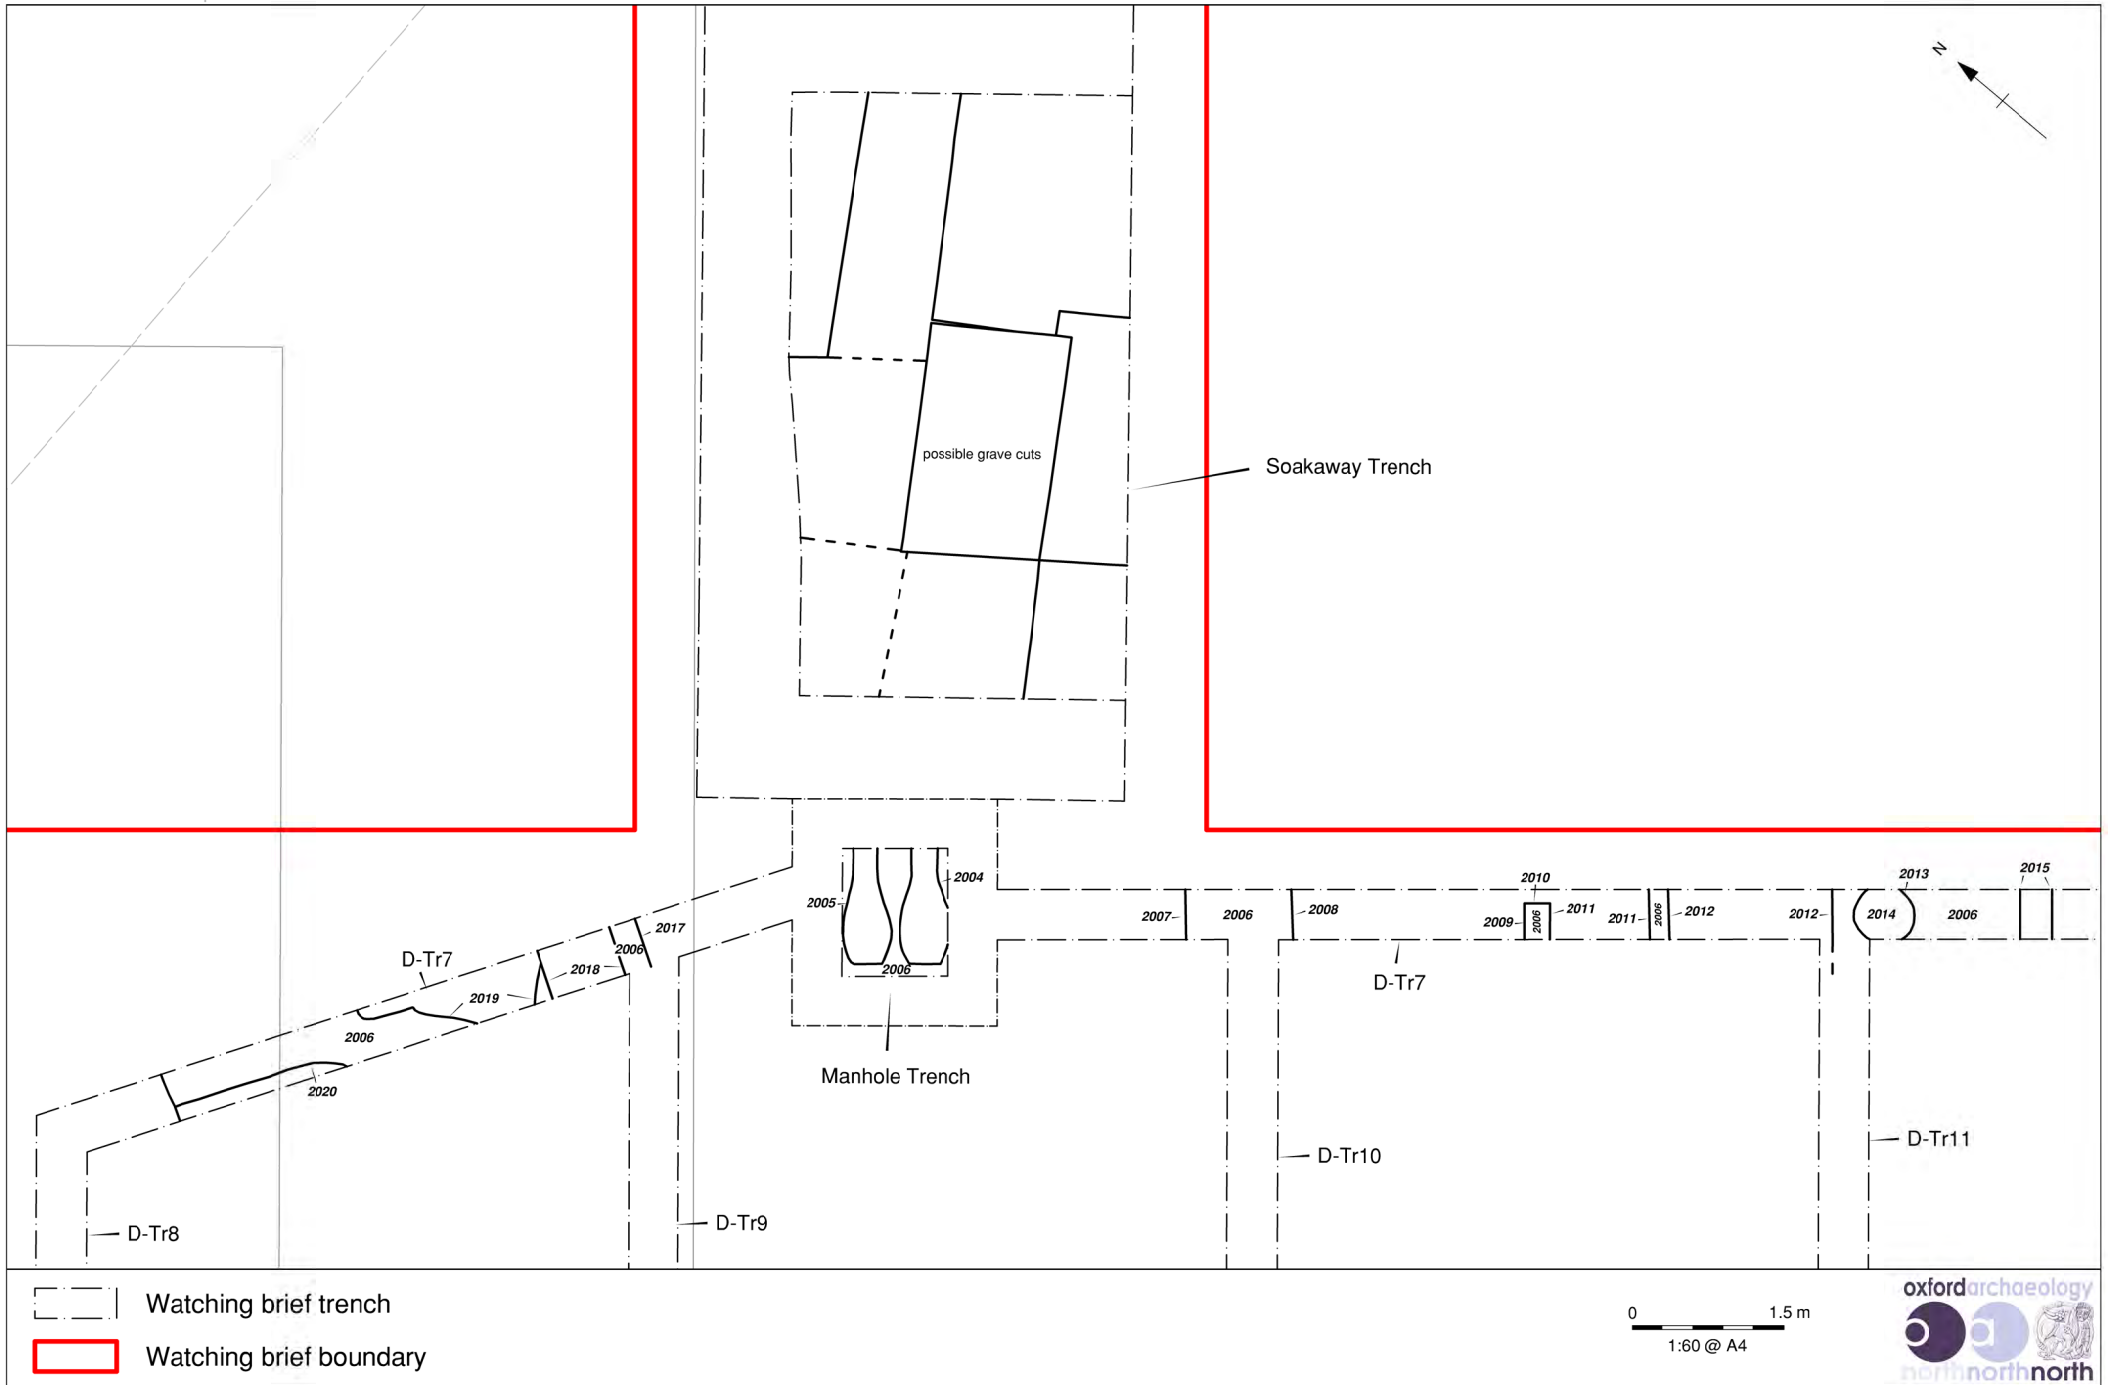 N
possible grave cuts
Soakaway Trench
2004
2005
2006
2007
2006
2008
2009
2010
2006
2011
2011
2006
2012
2012
2014
2013
2006
2015
2017
2006
2018
D-Tr7
2019
2006
2020
D-Tr7
Manhole Trench
D-Tr8
D-Tr9
D-Tr10
D-Tr11
Watching brief trench
Watching brief boundary
0 1.5 m
1:60 @ A4
oxfordarchaeology
northnorthnorth